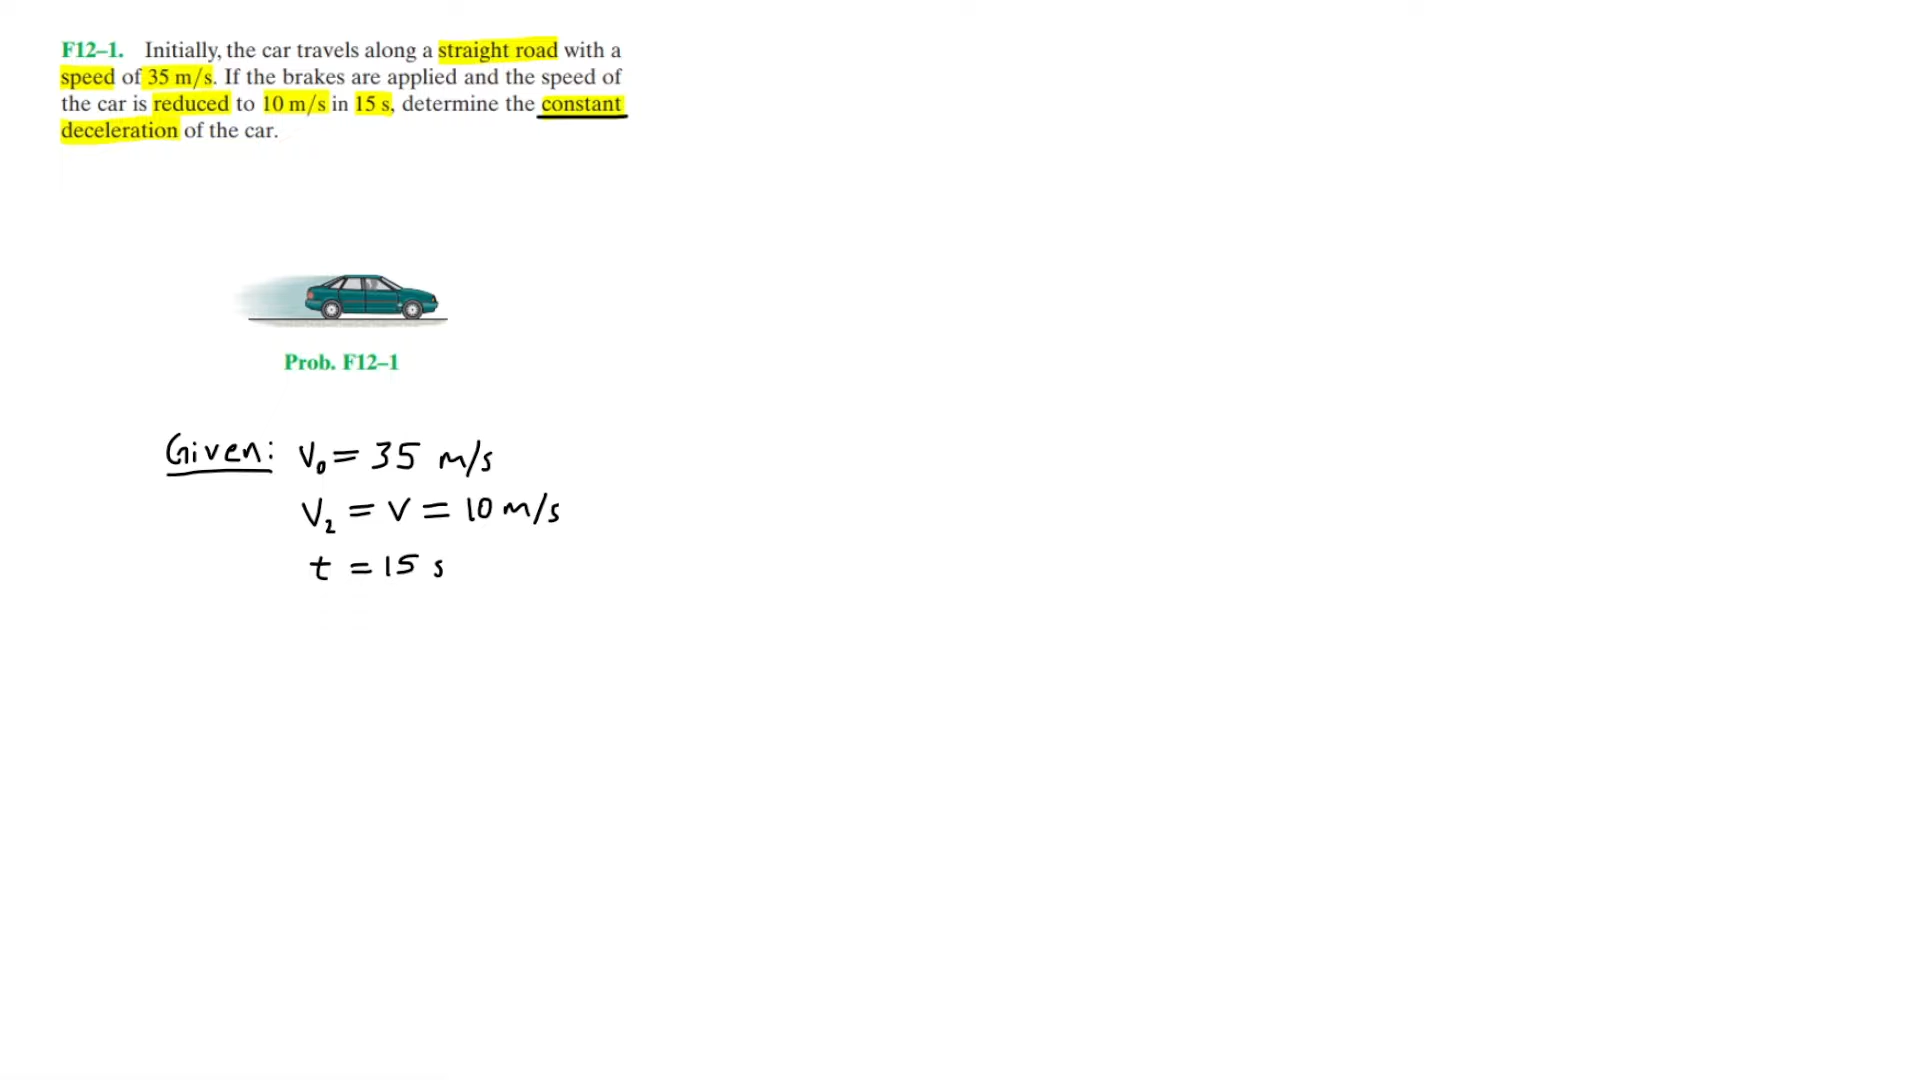 F12–1. Initially, the car travels along a straight road with a
speed of 35 m/s. If the brakes are applied and the speed of
the car is reduced to 10 m/s in 15 s, determine the constant
deceleration of the car.
Prob. F12–1
Given: V₀ = 35 m/s
V₂ = V = 10 m/s
t = 15 s